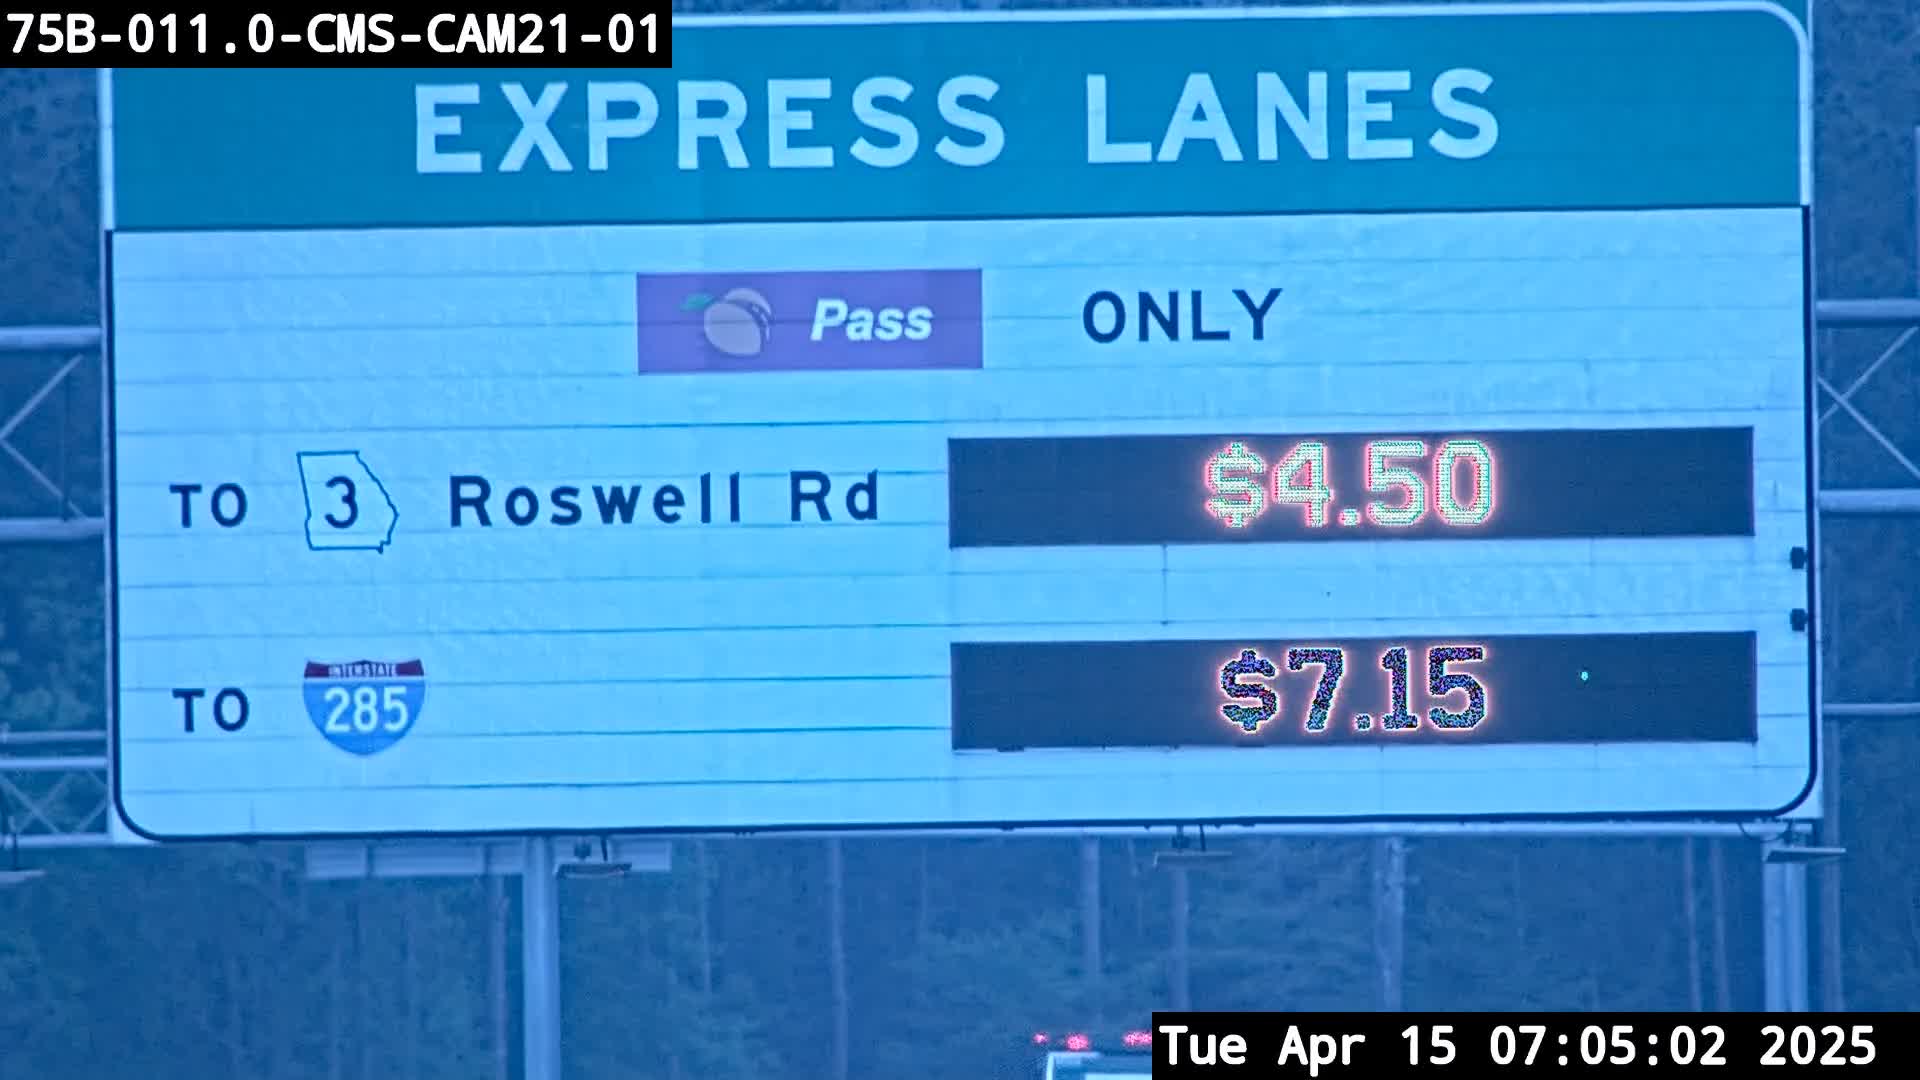 75B-011.0-CMS-CAM21-01
EXPRESS LANES
Pass ONLY
TO 3 Roswell Rd $4.50
INTERSTATE
TO 285 $7.15
Tue Apr 15 07:05:02 2025